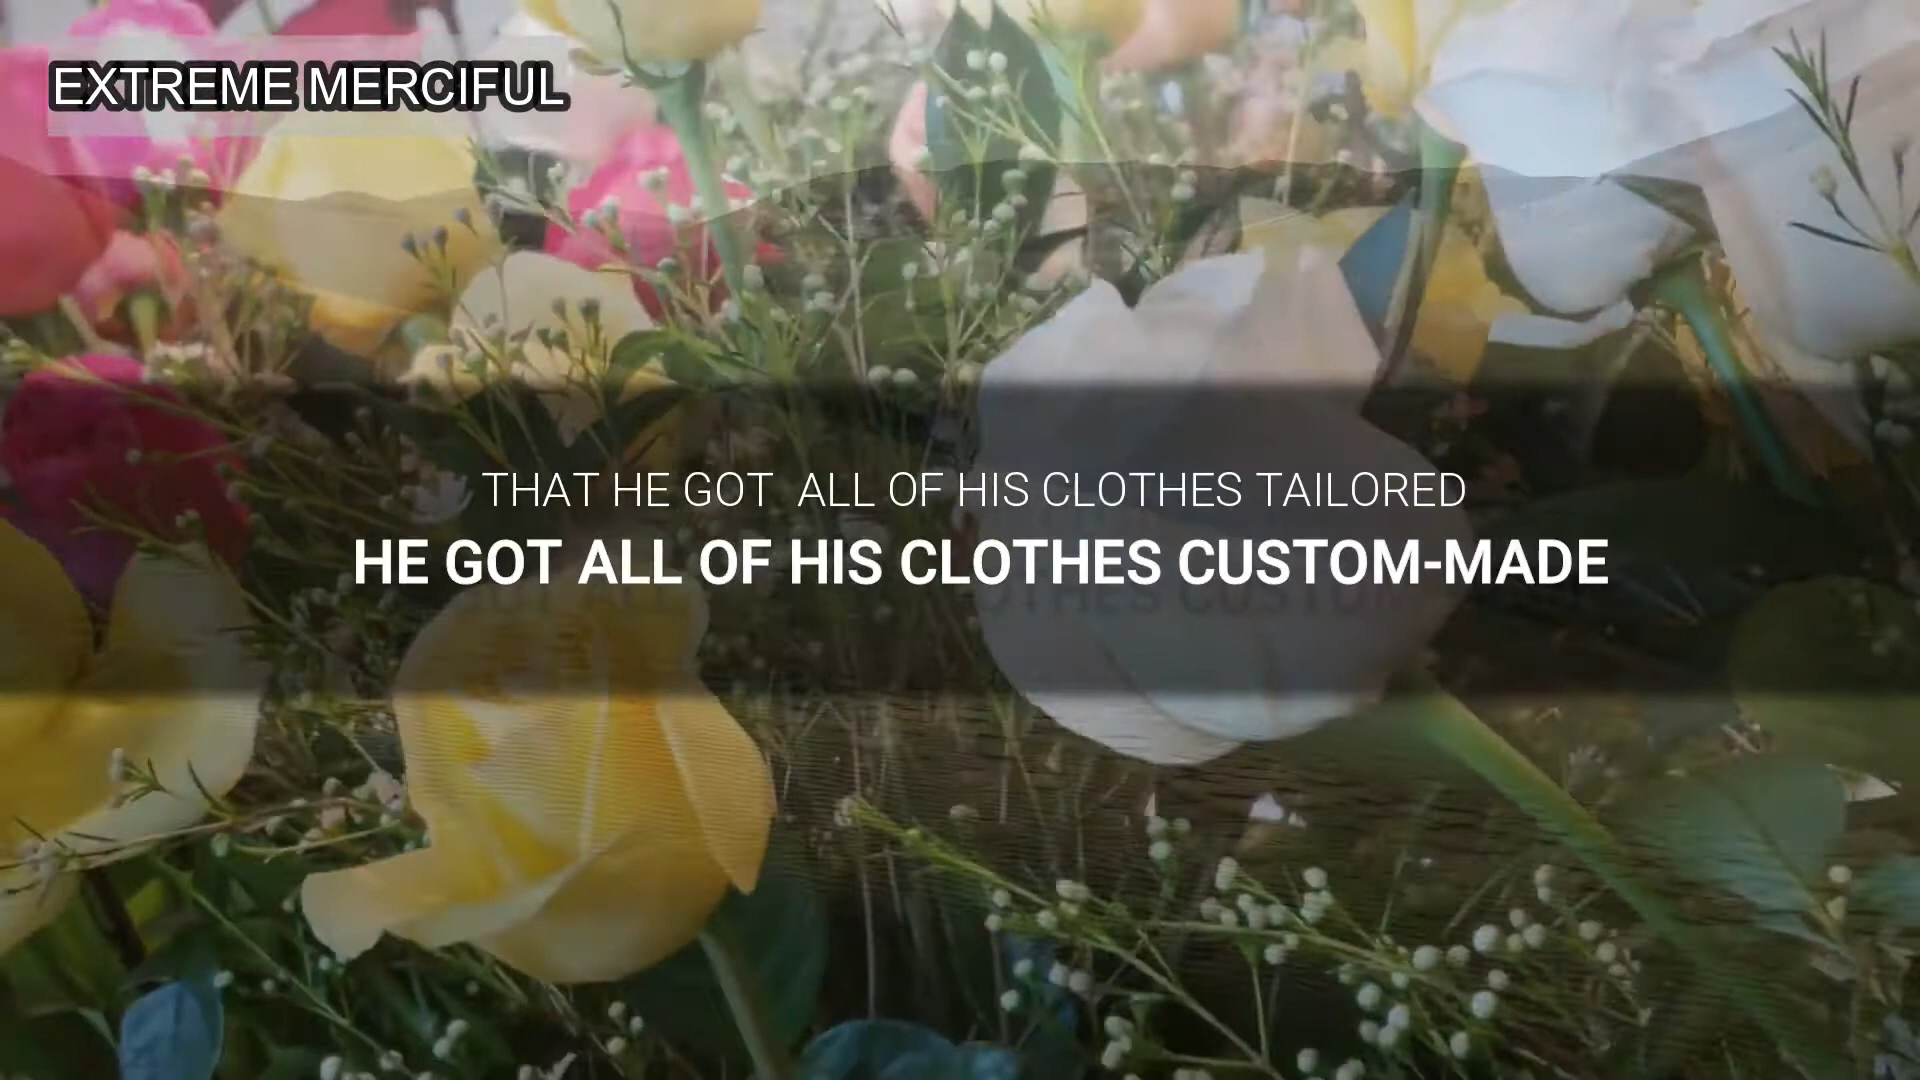 EXTREME MERCIFUL
THAT HE GOT  ALL OF HIS CLOTHES TAILORED
HE GOT ALL OF HIS CLOTHES CUSTOM-MADE